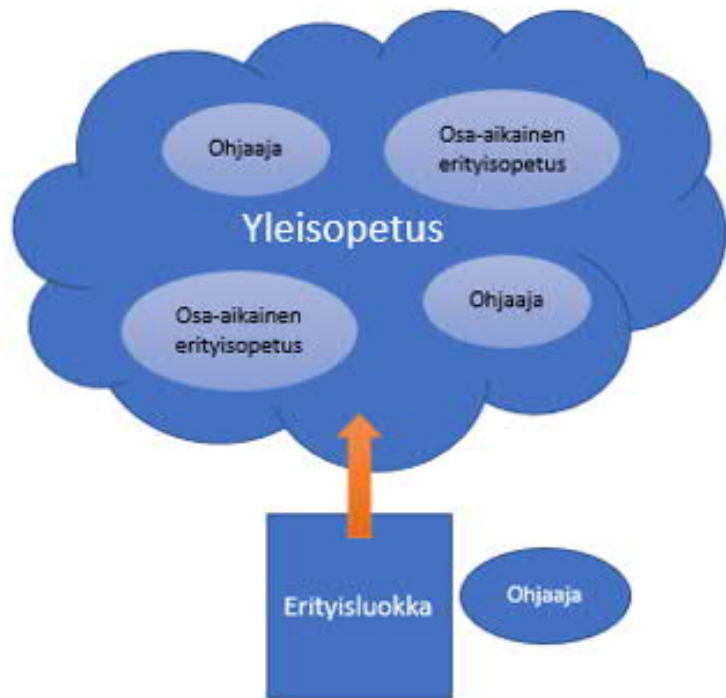 Ohjaaja
Osa-aikainen
erityisopetus
Yleisopetus
Osa-aikainen
erityisopetus
Ohjaaja
Erityisluokka
Ohjaaja